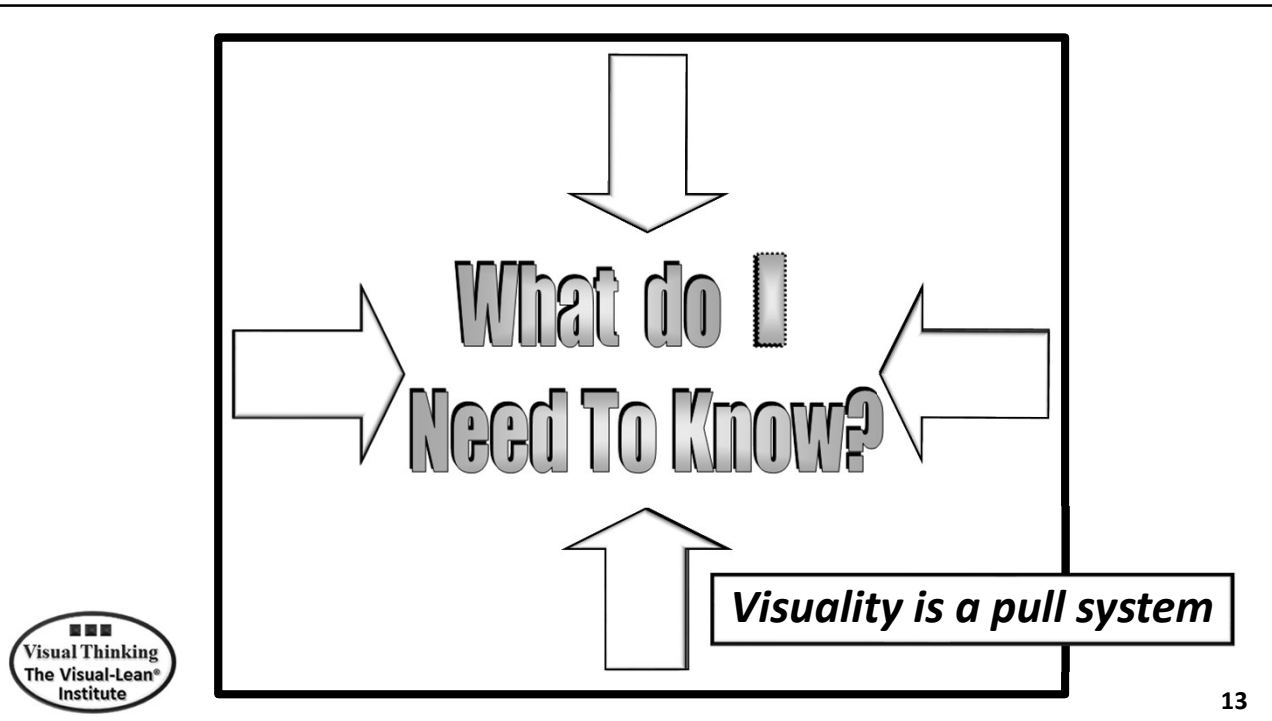 What do I
Need To Know?
Visuality is a pull system
Visual Thinking
The Visual-Lean®
Institute
13